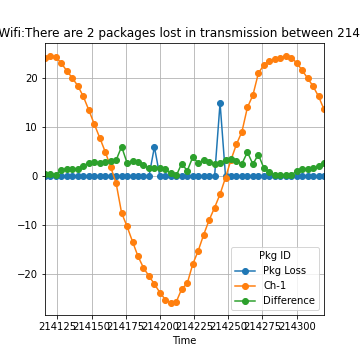 Wifi:There are 2 packages lost in transmission between 214
20
10
0
−10
−20
214125 214150 214175 214200 214225 214250 214275 214300
Time
Pkg ID
Pkg Loss
Ch-1
Difference